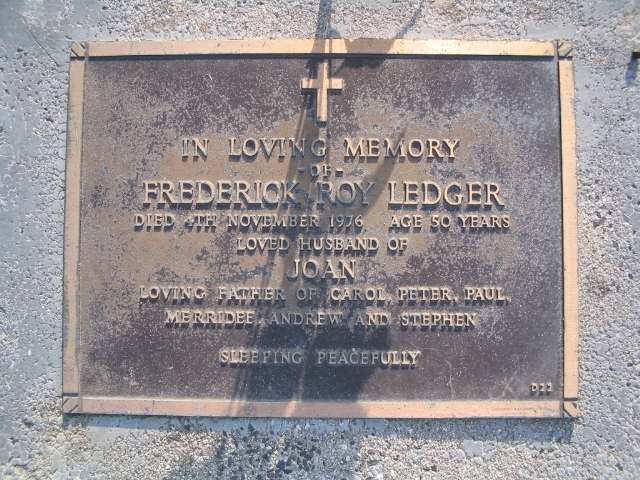 IN LOVING MEMORY
-OF-
FREDERICK ROY LEDGER
DIED 4TH NOVEMBER 1976 AGE 50 YEARS
LOVED HUSBAND OF
JOAN
LOVING FATHER OF CAROL, PETER, PAUL,
MERRIDEE, ANDREW AND STEPHEN
SLEEPING PEACEFULLY
D22